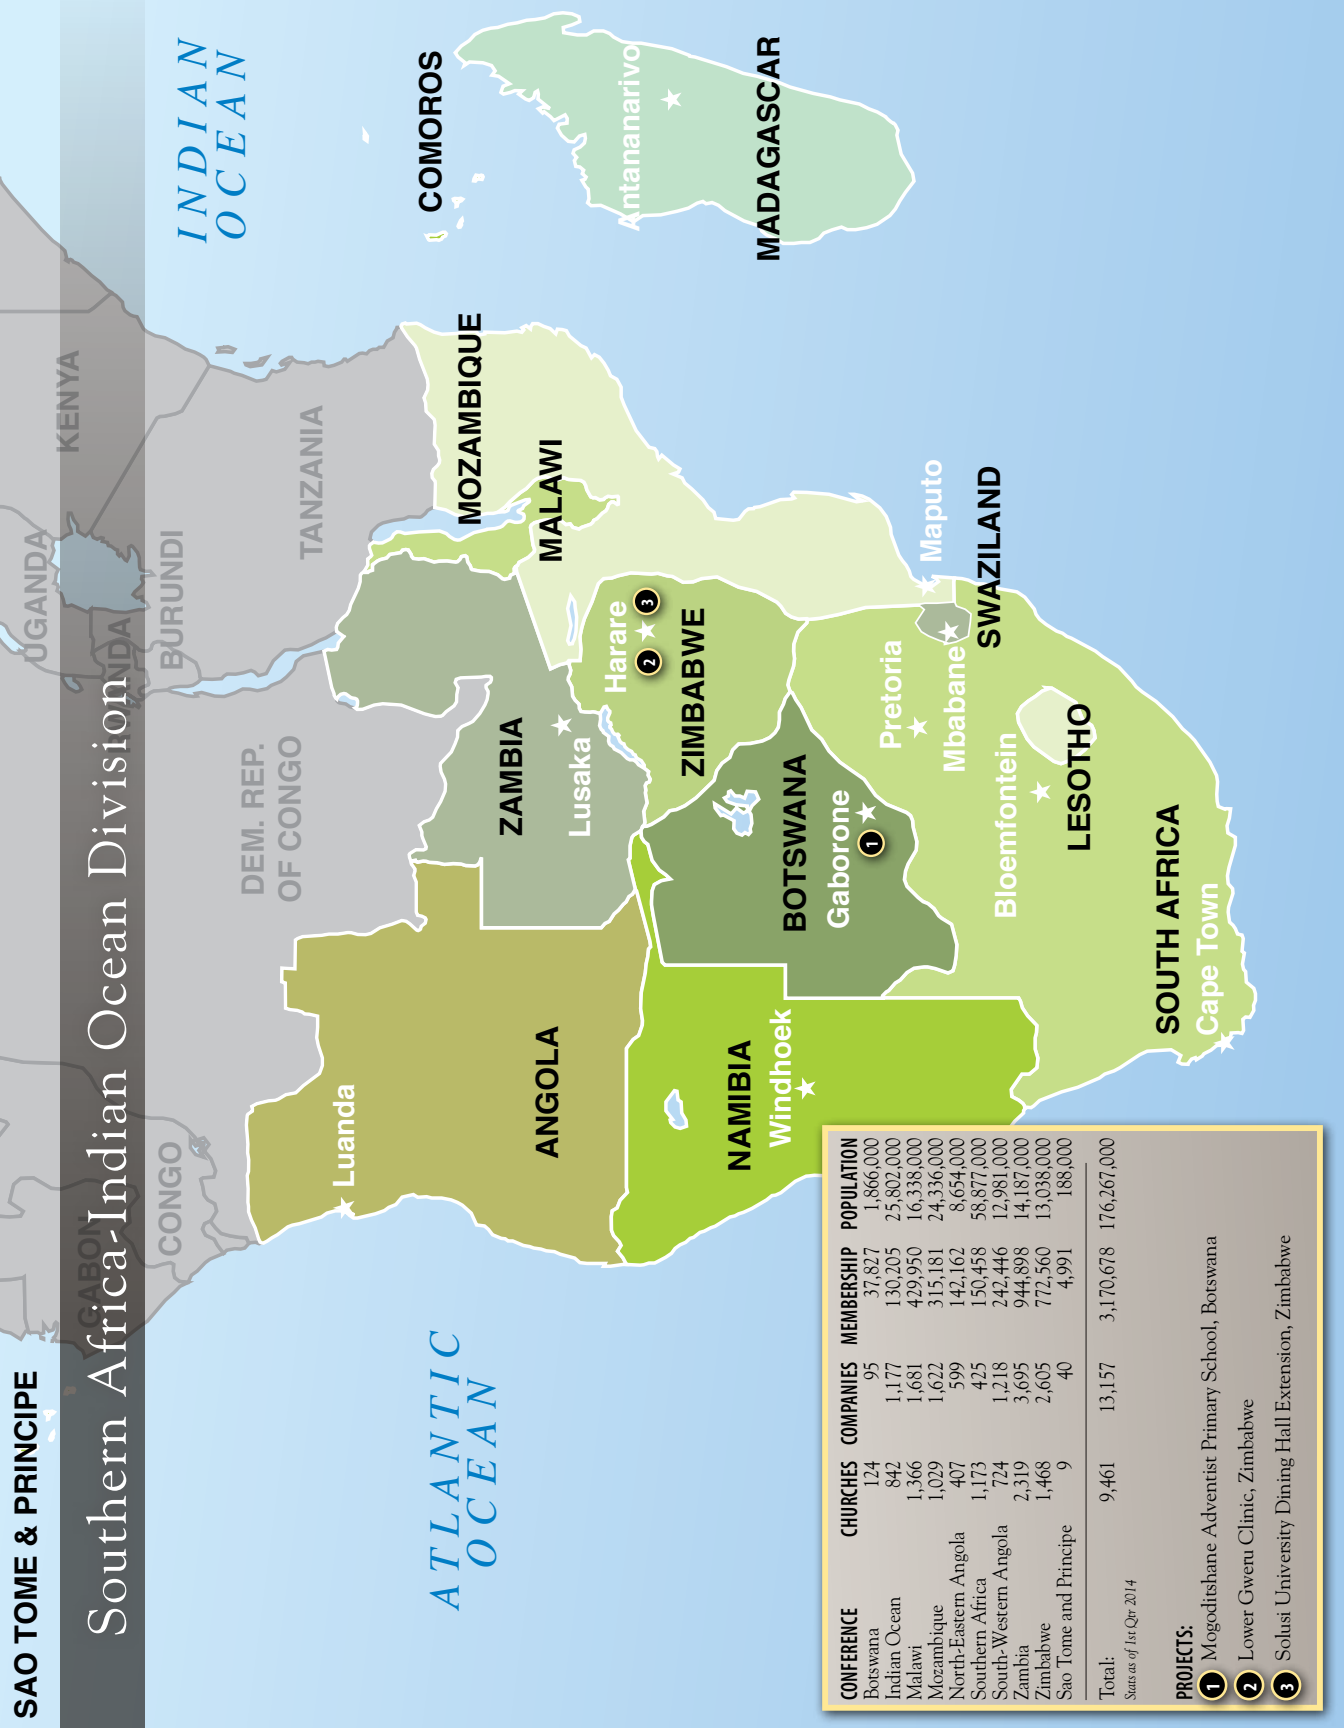 SAO TOME & PRINCIPE
Southern Africa-Indian Ocean Division
UGANDA
KENYA
RWANDA
BURUNDI
TANZANIA
GABON
CONGO
DEM. REP.
OF CONGO
INDIAN
OCEAN
COMOROS
Antananarivo
MADAGASCAR
MOZAMBIQUE
MALAWI
ZAMBIA
Lusaka
Luanda
ANGOLA
Harare
2
3
ZIMBABWE
NAMIBIA
Windhoek
BOTSWANA
Gaborone
1
Maputo
SWAZILAND
Pretoria
Mbabane
Bloemfontein
LESOTHO
SOUTH AFRICA
Cape Town
ATLANTIC
OCEAN
CONFERENCE CHURCHES COMPANIES MEMBERSHIP POPULATION
Botswana 124 95 37,827 1,866,000
Indian Ocean 842 1,177 130,205 25,802,000
Malawi 1,366 1,681 429,950 16,338,000
Mozambique 1,029 1,622 315,181 24,336,000
North-Eastern Angola 407 599 142,162 8,654,000
Southern Africa 1,173 425 150,458 58,877,000
South-Western Angola 724 1,218 242,446 12,981,000
Zambia 2,319 3,695 944,898 14,187,000
Zimbabwe 1,468 2,605 772,560 13,038,000
Sao Tome and Principe 9 40 4,991 188,000
Total: 9,461 13,157 3,170,678 176,267,000
Stats as of 1st Qtr 2014
PROJECTS:
1 Mogoditshane Adventist Primary School, Botswana
2 Lower Gweru Clinic, Zimbabwe
3 Solusi University Dining Hall Extension, Zimbabwe